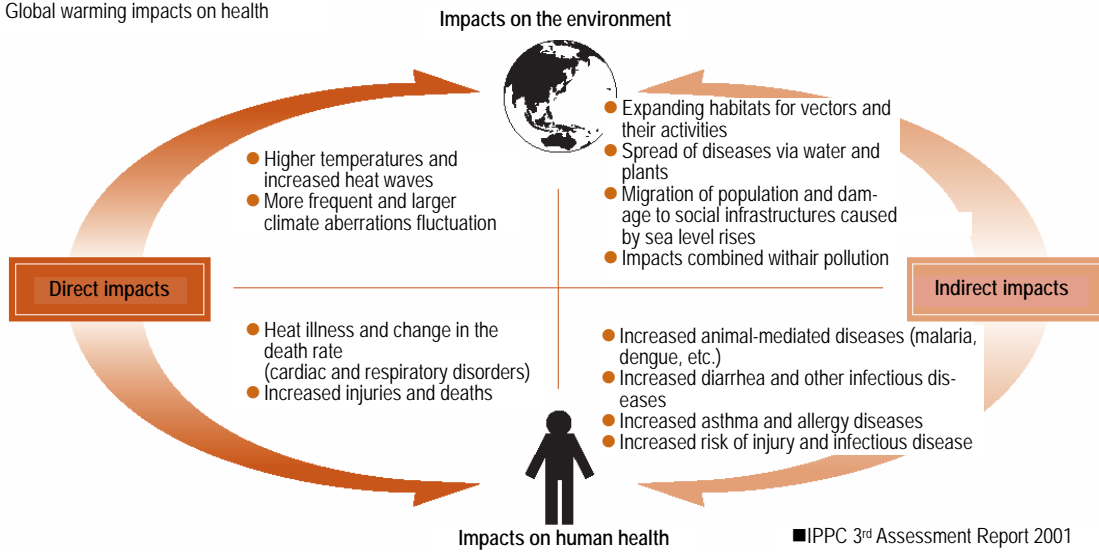 Global warming impacts on health
Impacts on the environment
● Higher temperatures and
increased heat waves
● More frequent and larger
climate aberrations fluctuation
● Expanding habitats for vectors and
their activities
● Spread of diseases via water and
plants
● Migration of population and dam-
age to social infrastructures caused
by sea level rises
● Impacts combined withair pollution
Direct impacts
Indirect impacts
● Heat illness and change in the
death rate
(cardiac and respiratory disorders)
● Increased injuries and deaths
● Increased animal-mediated diseases (malaria,
dengue, etc.)
● Increased diarrhea and other infectious dis-
eases
● Increased asthma and allergy diseases
● Increased risk of injury and infectious disease
Impacts on human health
■IPPC 3rd Assessment Report 2001